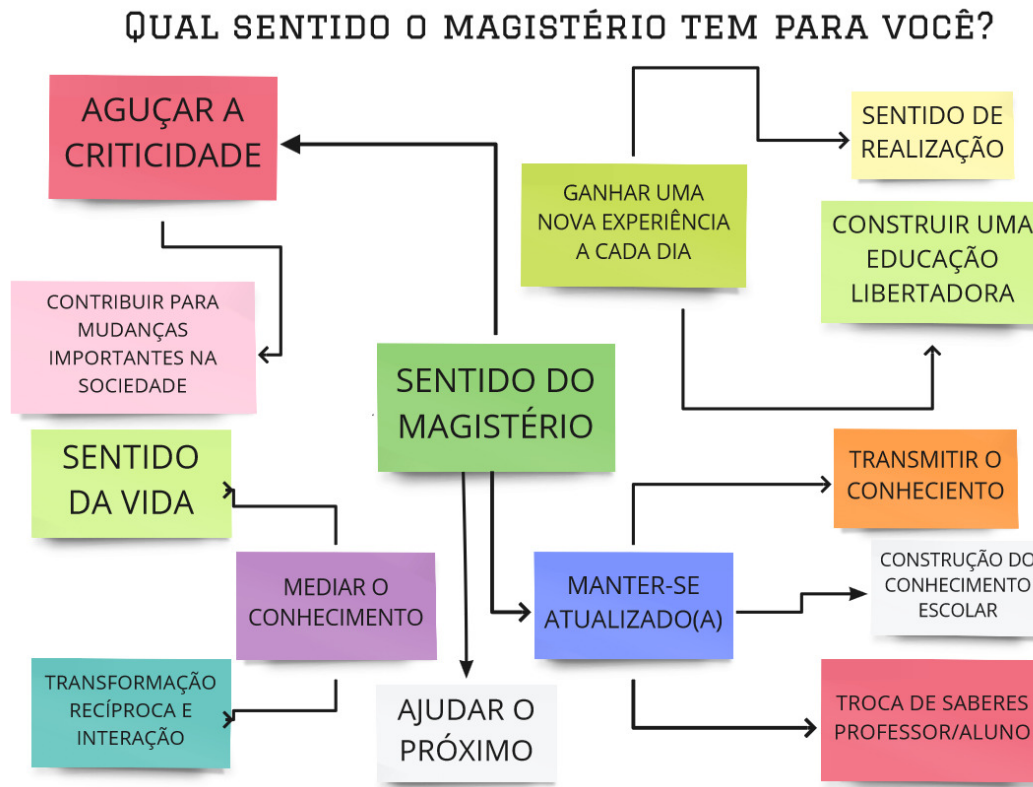 QUAL SENTIDO O MAGISTÉRIO TEM PARA VOCÊ?
AGUÇAR A
CRITICIDADE
CONTRIBUIR PARA
MUDANÇAS
IMPORTANTES NA
SOCIEDADE
GANHAR UMA
NOVA EXPERIÊNCIA
A CADA DIA
SENTIDO DE
REALIZAÇÃO
CONSTRUIR UMA
EDUCAÇÃO
LIBERTADORA
SENTIDO DO
MAGISTÉRIO
SENTIDO
DA VIDA
MEDIAR O
CONHECIMENTO
TRANSFORMAÇÃO
RECÍPROCA E
INTERAÇÃO
AJUDAR O
PRÓXIMO
MANTER-SE
ATUALIZADO(A)
TRANSMITIR O
CONHECIENTO
CONSTRUÇÃO DO
CONHECIMENTO
ESCOLAR
TROCA DE SABERES
PROFESSOR/ALUNO